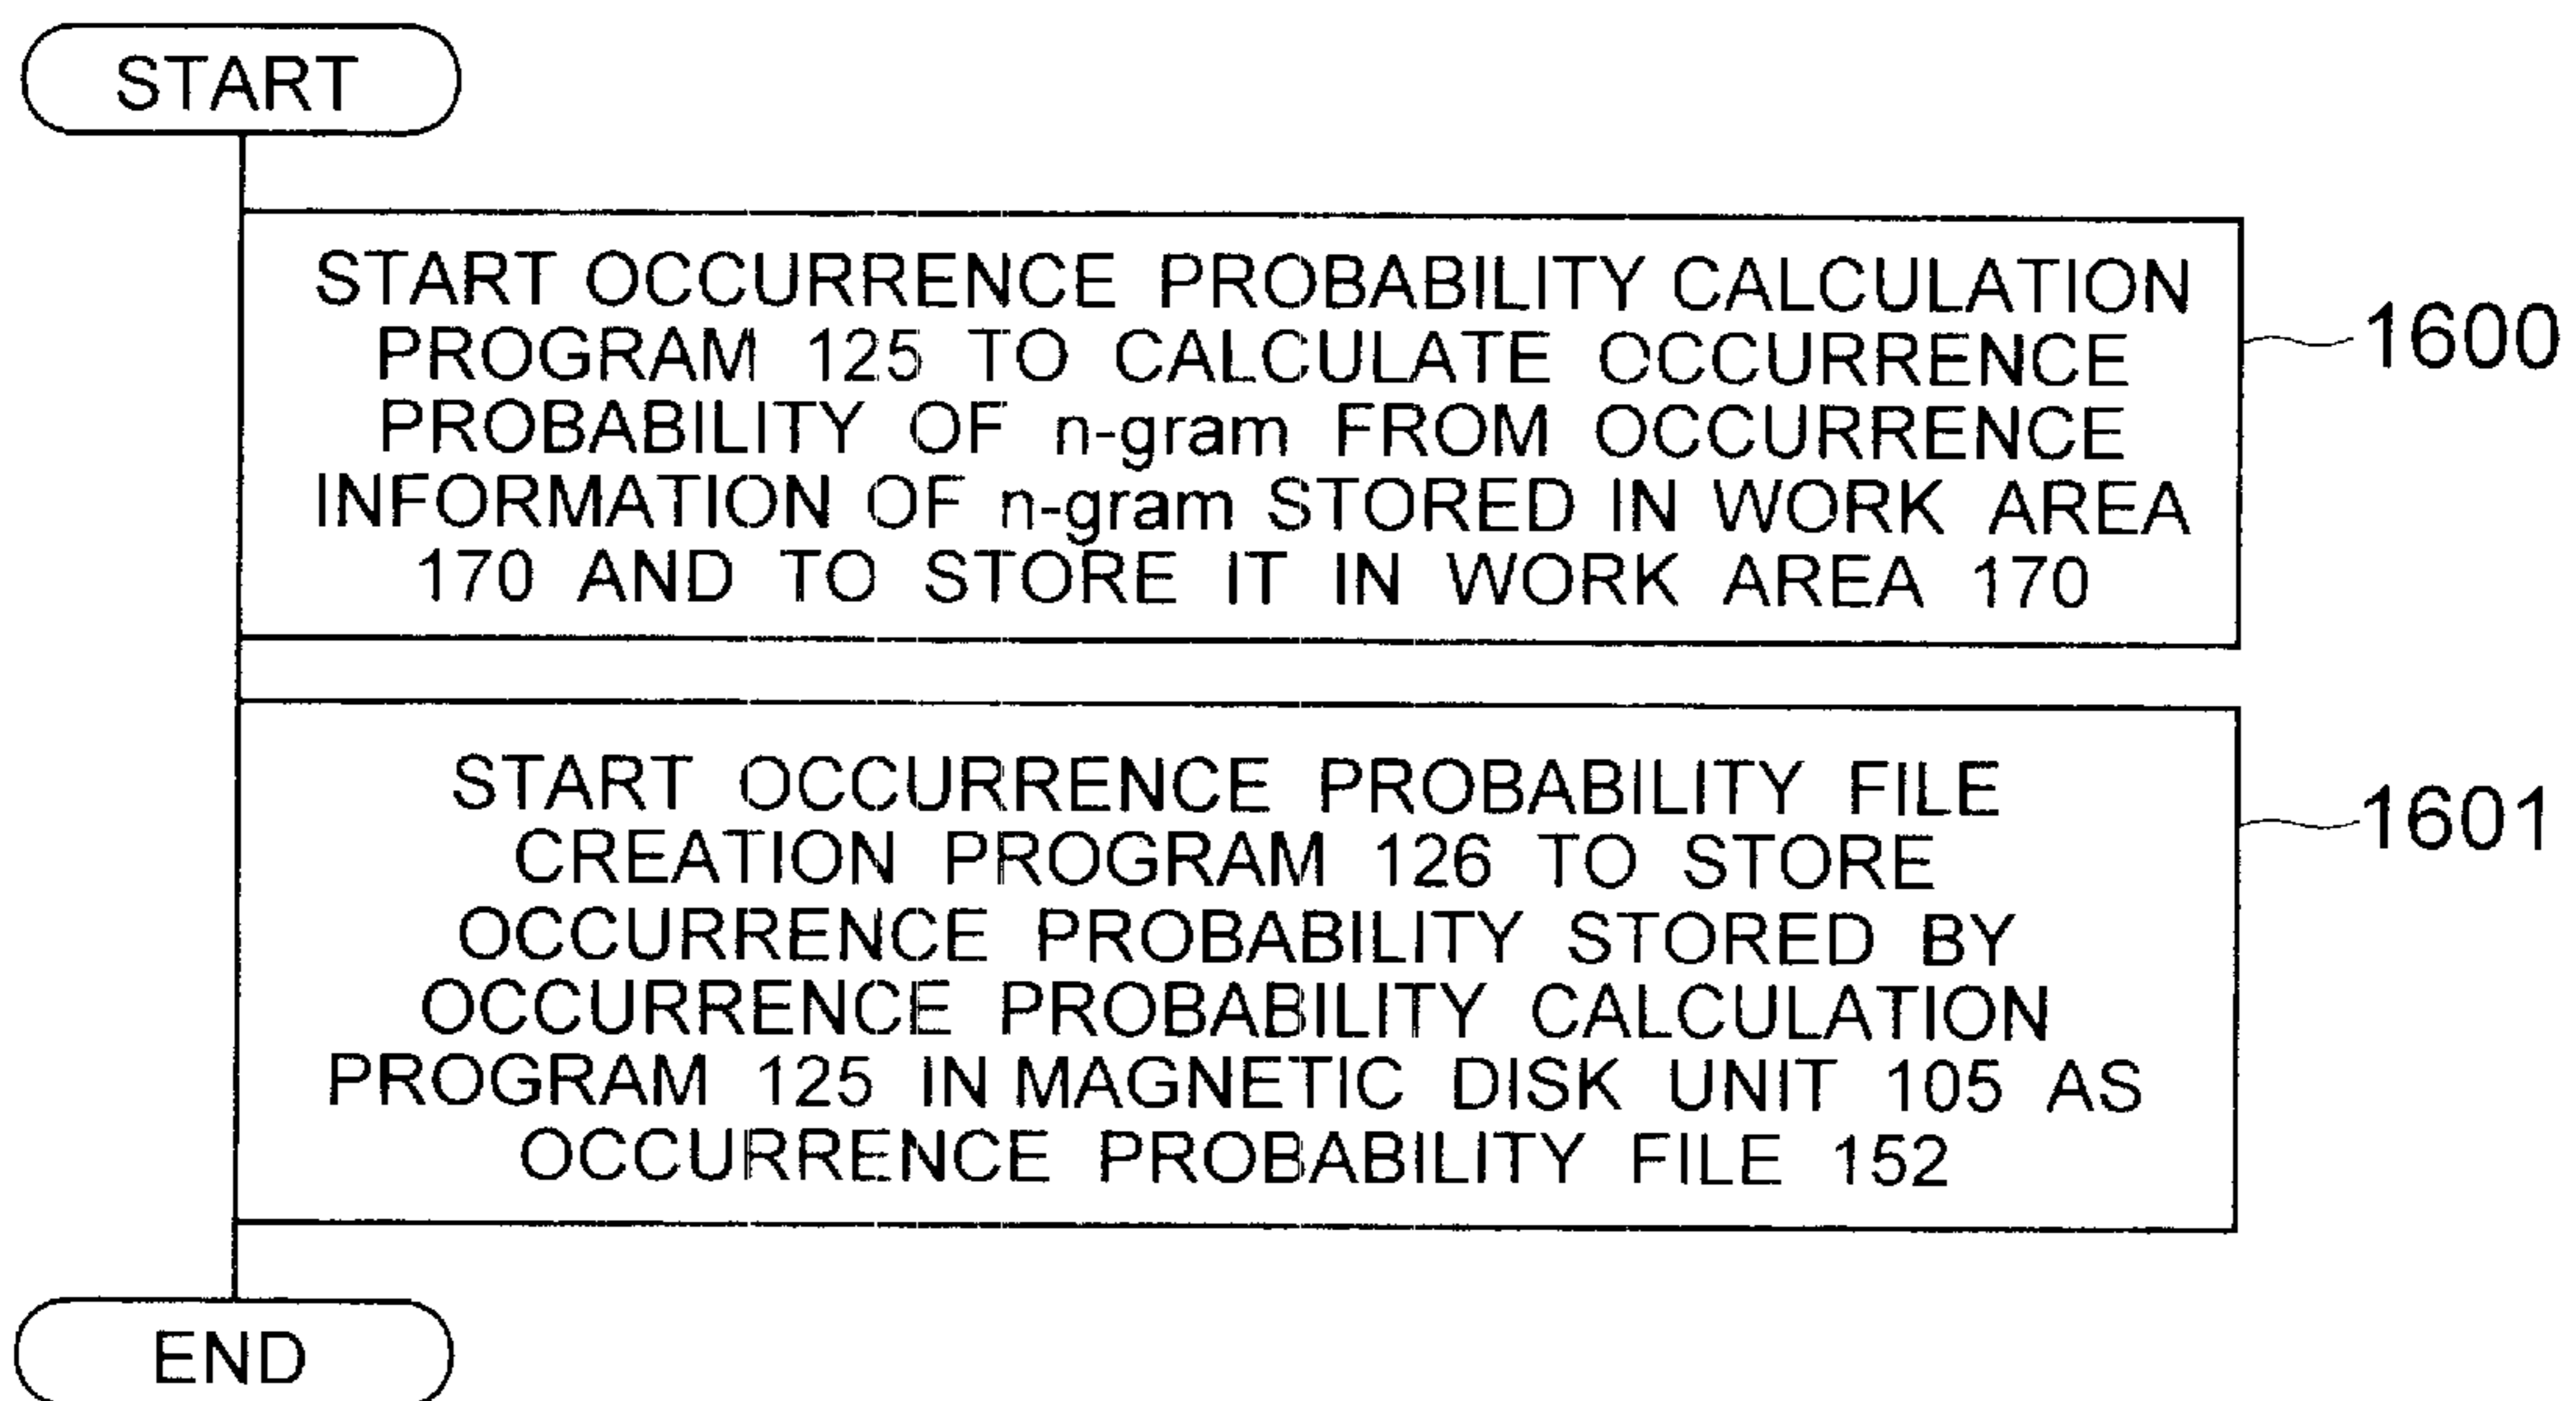 START
START OCCURRENCE PROBABILITY CALCULATION
PROGRAM 125 TO CALCULATE OCCURRENCE
PROBABILITY OF n-gram FROM OCCURRENCE
INFORMATION OF n-gram STORED IN WORK AREA
170 AND TO STORE IT IN WORK AREA 170
1600
START OCCURRENCE PROBABILITY FILE
CREATION PROGRAM 126 TO STORE
OCCURRENCE PROBABILITY STORED BY
OCCURRENCE PROBABILITY CALCULATION
PROGRAM 125 IN MAGNETIC DISK UNIT 105 AS
OCCURRENCE PROBABILITY FILE 152
1601
END